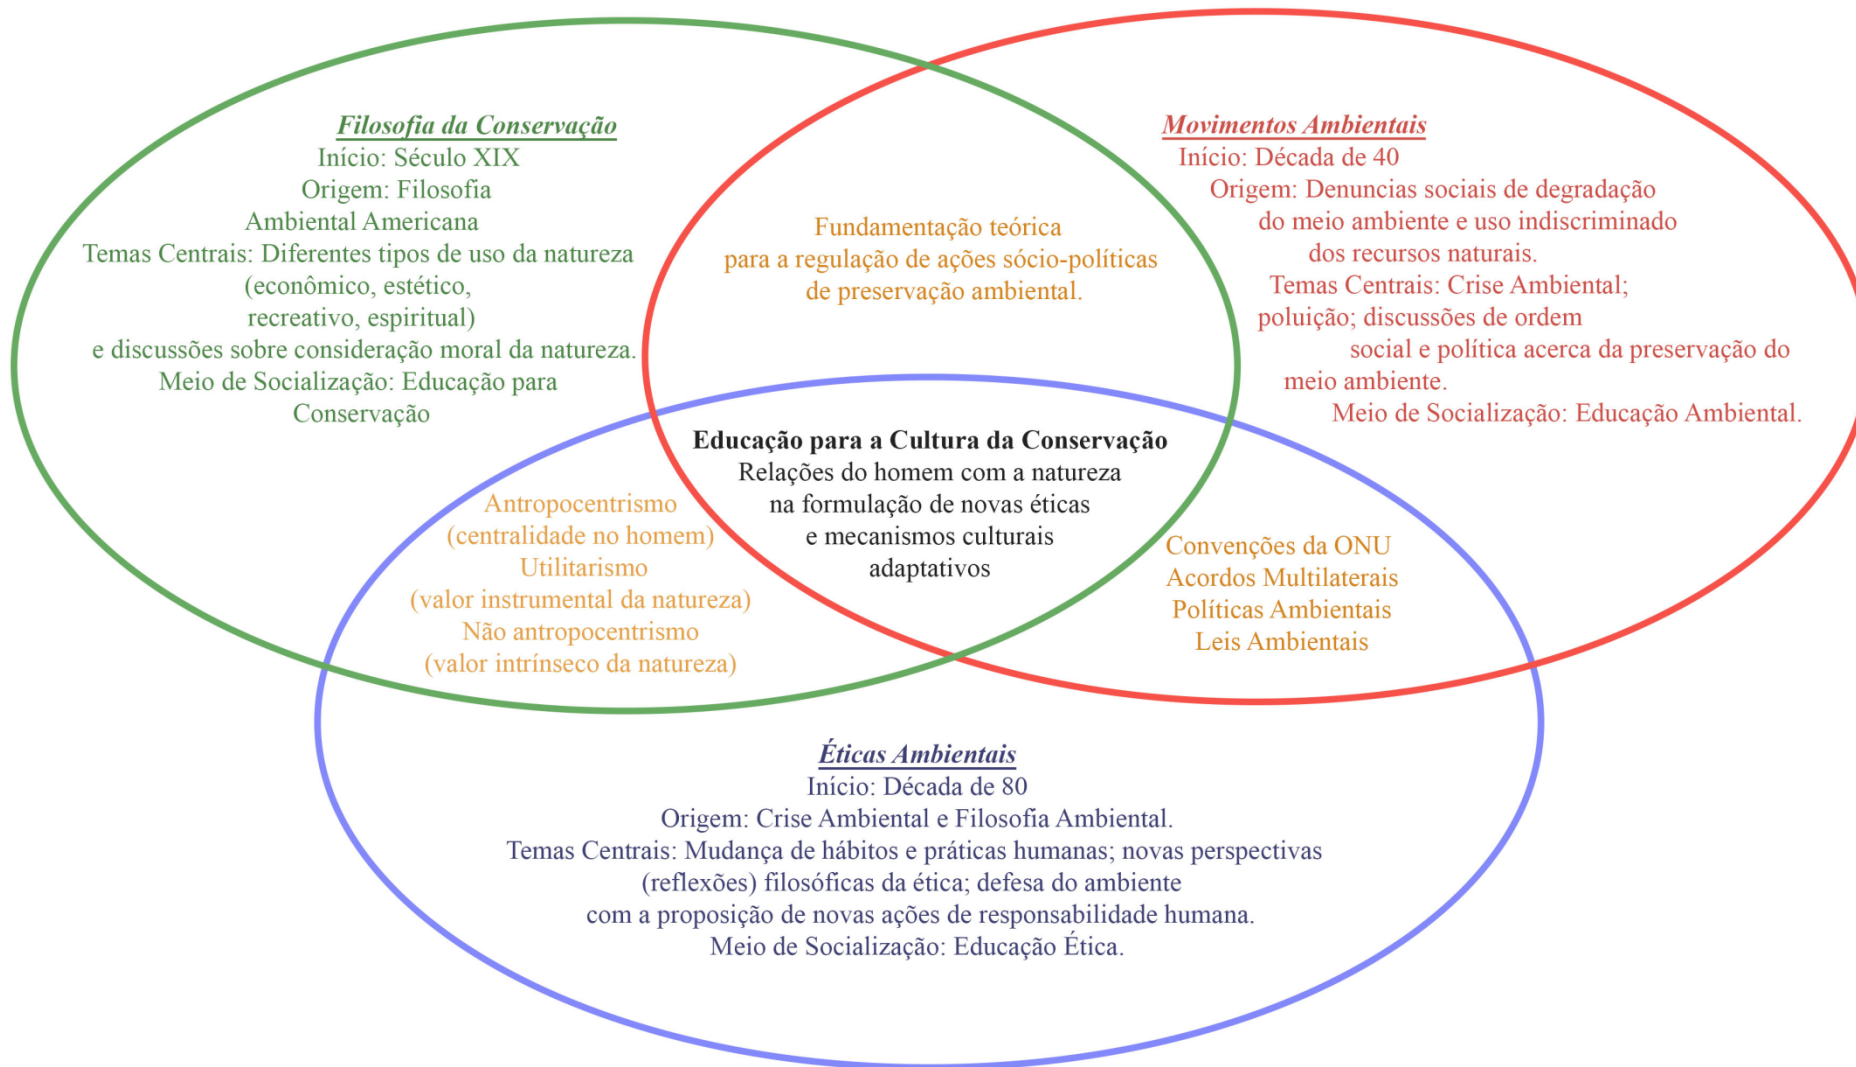 Filosofia da Conservação
Início: Século XIX
Origem: Filosofia
Ambiental Americana
Temas Centrais: Diferentes tipos de uso da natureza
(econômico, estético,
recreativo, espiritual)
e discussões sobre consideração moral da natureza.
Meio de Socialização: Educação para
Conservação
Fundamentação teórica
para a regulação de ações sócio-políticas
de preservação ambiental.
Movimentos Ambientais
Início: Década de 40
Origem: Denuncias sociais de degradação
do meio ambiente e uso indiscriminado
dos recursos naturais.
Temas Centrais: Crise Ambiental;
poluição; discussões de ordem
social e política acerca da preservação do
meio ambiente.
Meio de Socialização: Educação Ambiental.
Educação para a Cultura da Conservação
Relações do homem com a natureza
na formulação de novas éticas
e mecanismos culturais
adaptativos
Antropocentrismo
(centralidade no homem)
Utilitarismo
(valor instrumental da natureza)
Não antropocentrismo
(valor intrínseco da natureza)
Convenções da ONU
Acordos Multilaterais
Políticas Ambientais
Leis Ambientais
Éticas Ambientais
Início: Década de 80
Origem: Crise Ambiental e Filosofia Ambiental.
Temas Centrais: Mudança de hábitos e práticas humanas; novas perspectivas
(reflexões) filosóficas da ética; defesa do ambiente
com a proposição de novas ações de responsabilidade humana.
Meio de Socialização: Educação Ética.